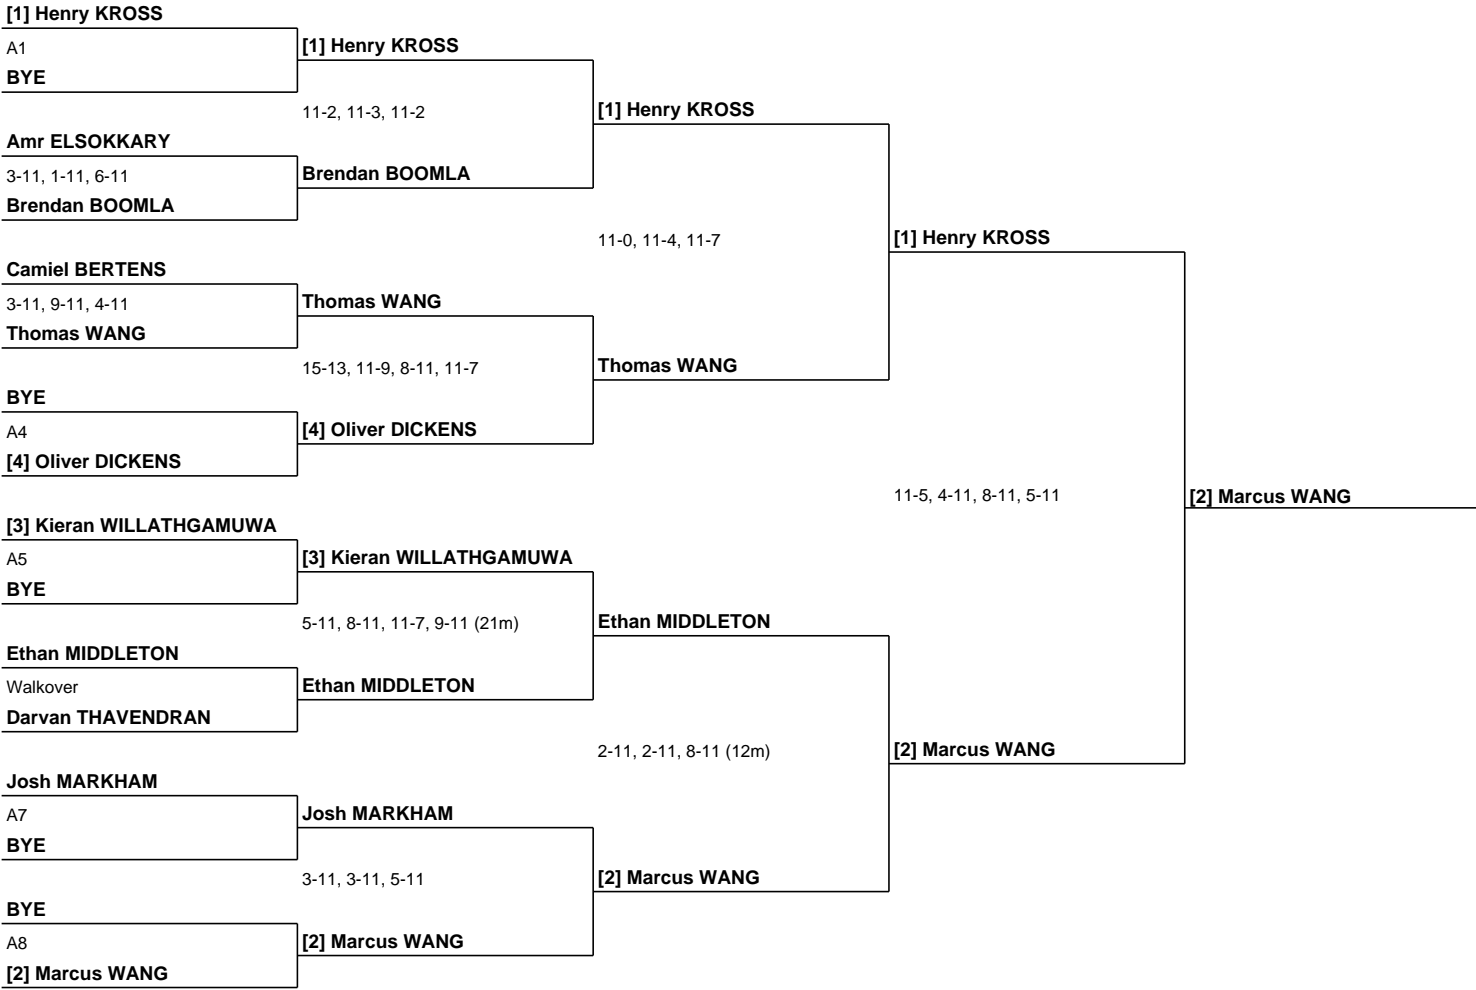 [1] Henry KROSS
A1
BYE
Amr ELSOKKARY
3-11, 1-11, 6-11
Brendan BOOMLA
Camiel BERTENS
3-11, 9-11, 4-11
Thomas WANG
BYE
A4
[4] Oliver DICKENS
[3] Kieran WILLATHGAMUWA
A5
BYE
Ethan MIDDLETON
Walkover
Darvan THAVENDRAN
Josh MARKHAM
A7
BYE
BYE
A8
[2] Marcus WANG
[1] Henry KROSS
11-2, 11-3, 11-2
Brendan BOOMLA
Thomas WANG
15-13, 11-9, 8-11, 11-7
[4] Oliver DICKENS
[3] Kieran WILLATHGAMUWA
5-11, 8-11, 11-7, 9-11 (21m)
Ethan MIDDLETON
Josh MARKHAM
3-11, 3-11, 5-11
[2] Marcus WANG
[1] Henry KROSS
11-0, 11-4, 11-7
Thomas WANG
Ethan MIDDLETON
2-11, 2-11, 8-11 (12m)
[2] Marcus WANG
[1] Henry KROSS
11-5, 4-11, 8-11, 5-11
[2] Marcus WANG
[2] Marcus WANG